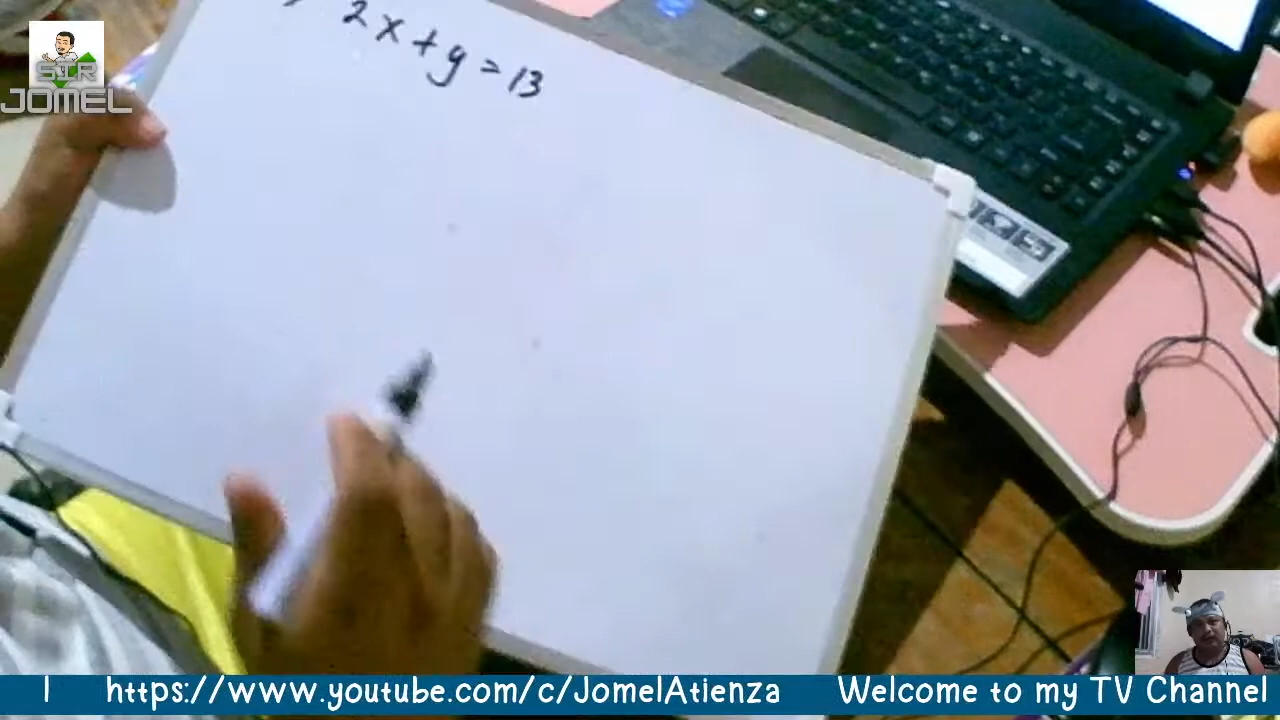 SIR
JOMEL
2x + y = 13
https://www.youtube.com/c/JomelAtienza Welcome to my TV Channel